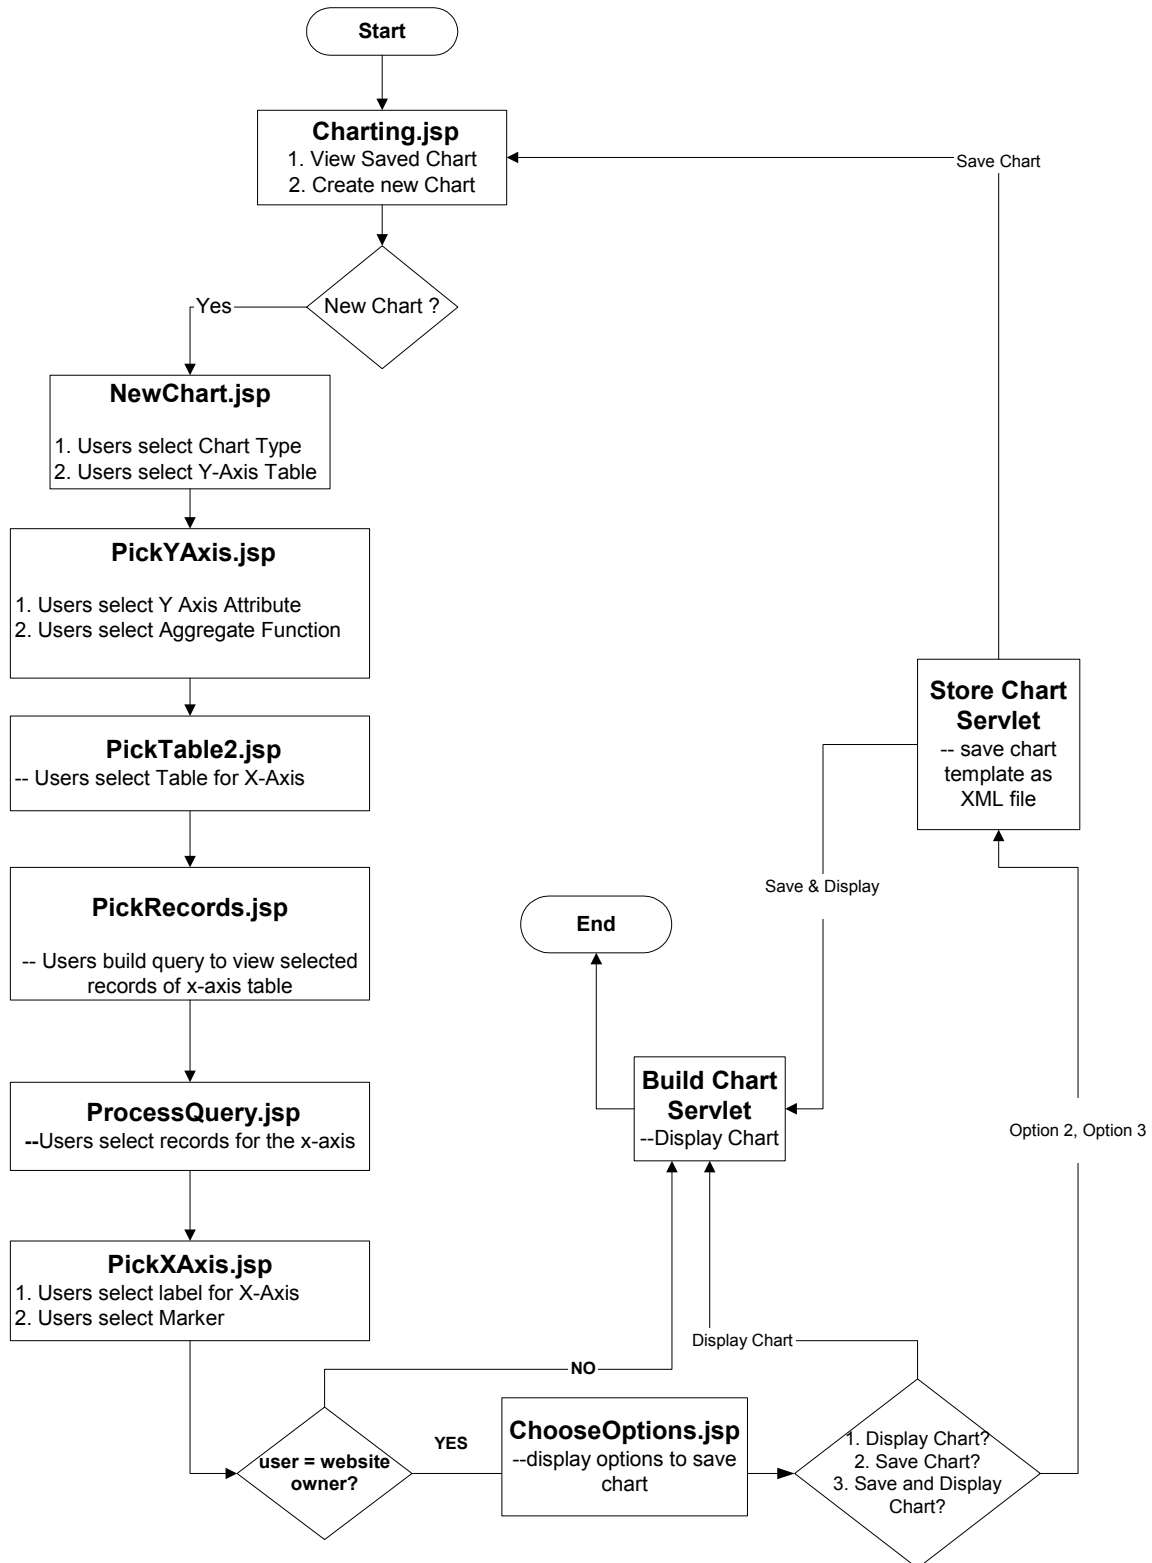 Start
Charting.jsp
1. View Saved Chart
2. Create new Chart
Save Chart
New Chart ?
Yes
NewChart.jsp
1. Users select Chart Type
2. Users select Y-Axis Table
PickYAxis.jsp
1. Users select Y Axis Attribute
2. Users select Aggregate Function
PickTable2.jsp
-- Users select Table for X-Axis
Store Chart
Servlet
-- save chart
template as
XML file
PickRecords.jsp
-- Users build query to view selected
records of x-axis table
Save & Display
End
Build Chart
Servlet
--Display Chart
ProcessQuery.jsp
--Users select records for the x-axis
Option 2, Option 3
PickXAxis.jsp
1. Users select label for X-Axis
2. Users select Marker
Display Chart
NO
user = website
owner?
YES
ChooseOptions.jsp
--display options to save
chart
1. Display Chart?
2. Save Chart?
3. Save and Display
Chart?